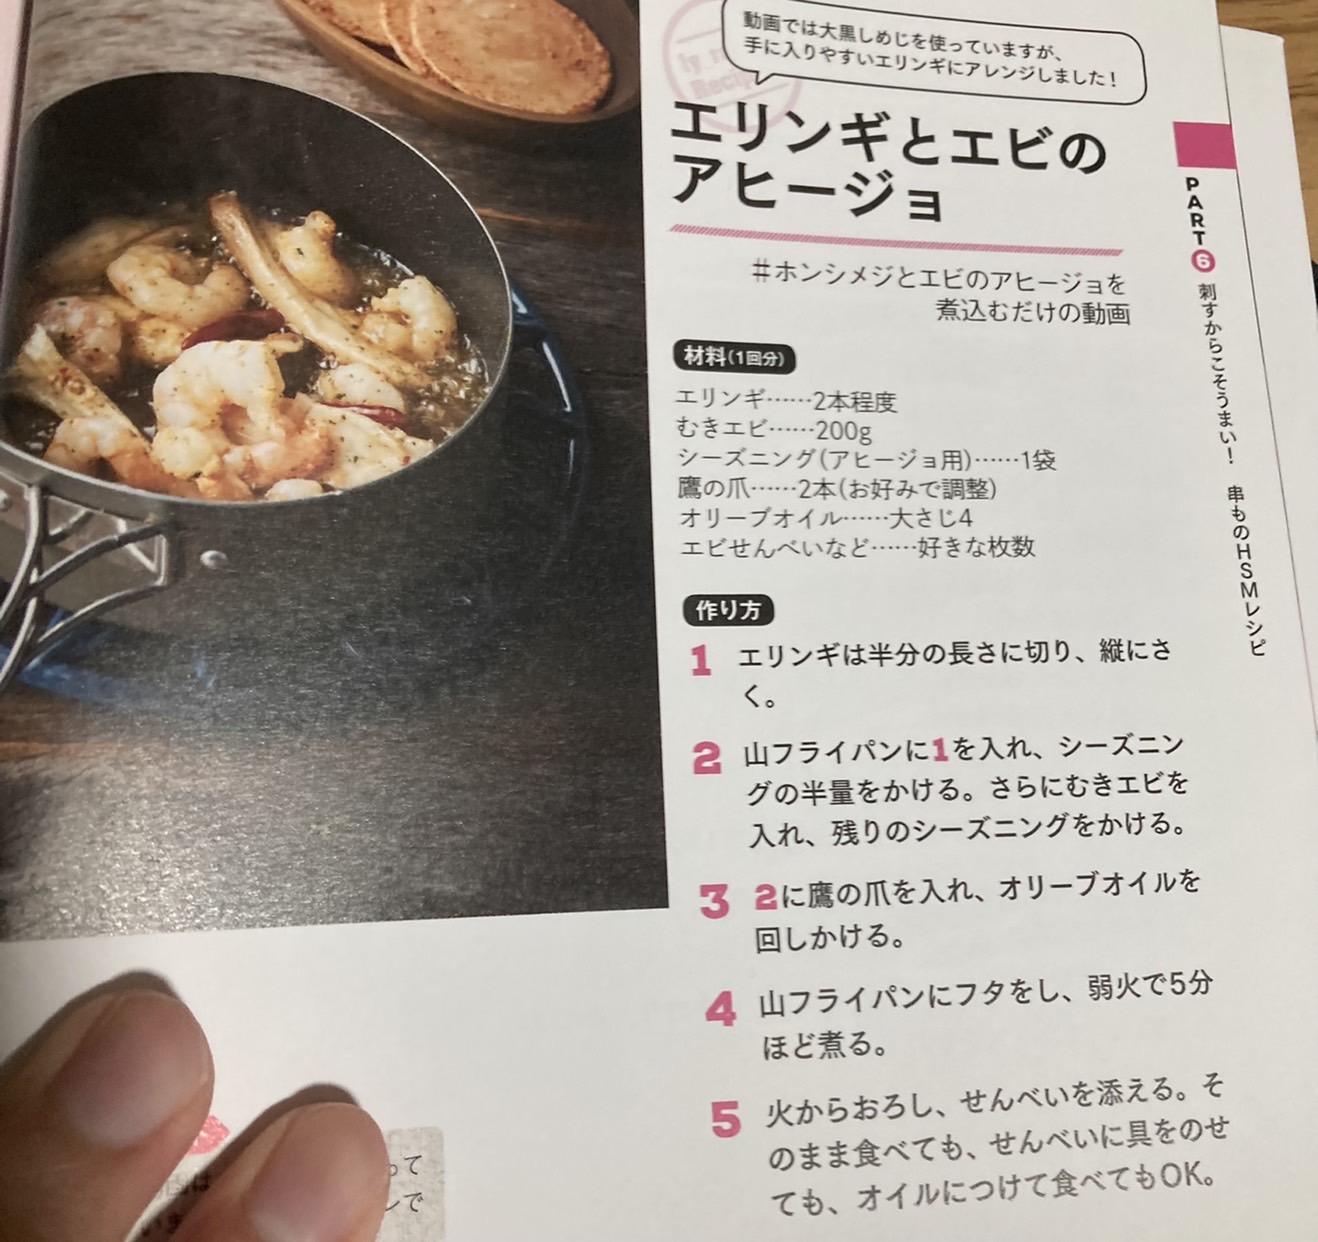 動画では大黒しめじを使っていますが、
手に入りやすいエリンギにアレンジしました！
エリンギとエビの
アヒージョ
＃ホンシメジとエビのアヒージョを
煮込むだけの動画
材料(1回分)
エリンギ……2本程度
むきエビ……200g
シーズニング(アヒージョ用)……1袋
鷹の爪……2本(お好みで調整)
オリーブオイル……大さじ4
エビせんべいなど……好きな枚数
作り方
1 エリンギは半分の長さに切り、縦にさ
く。
2 山フライパンに1を入れ、シーズニン
グの半量をかける。さらにむきエビを
入れ、残りのシーズニングをかける。
3 2に鷹の爪を入れ、オリーブオイルを
回しかける。
4 山フライパンにフタをし、弱火で5分
ほど煮る。
5 火からおろし、せんべいを添える。そ
のまま食べても、せんべいに具をのせ
ても、オイルにつけて食べてもOK。
PART6 刺すからこそうまい！ 串ものHSMレシピ